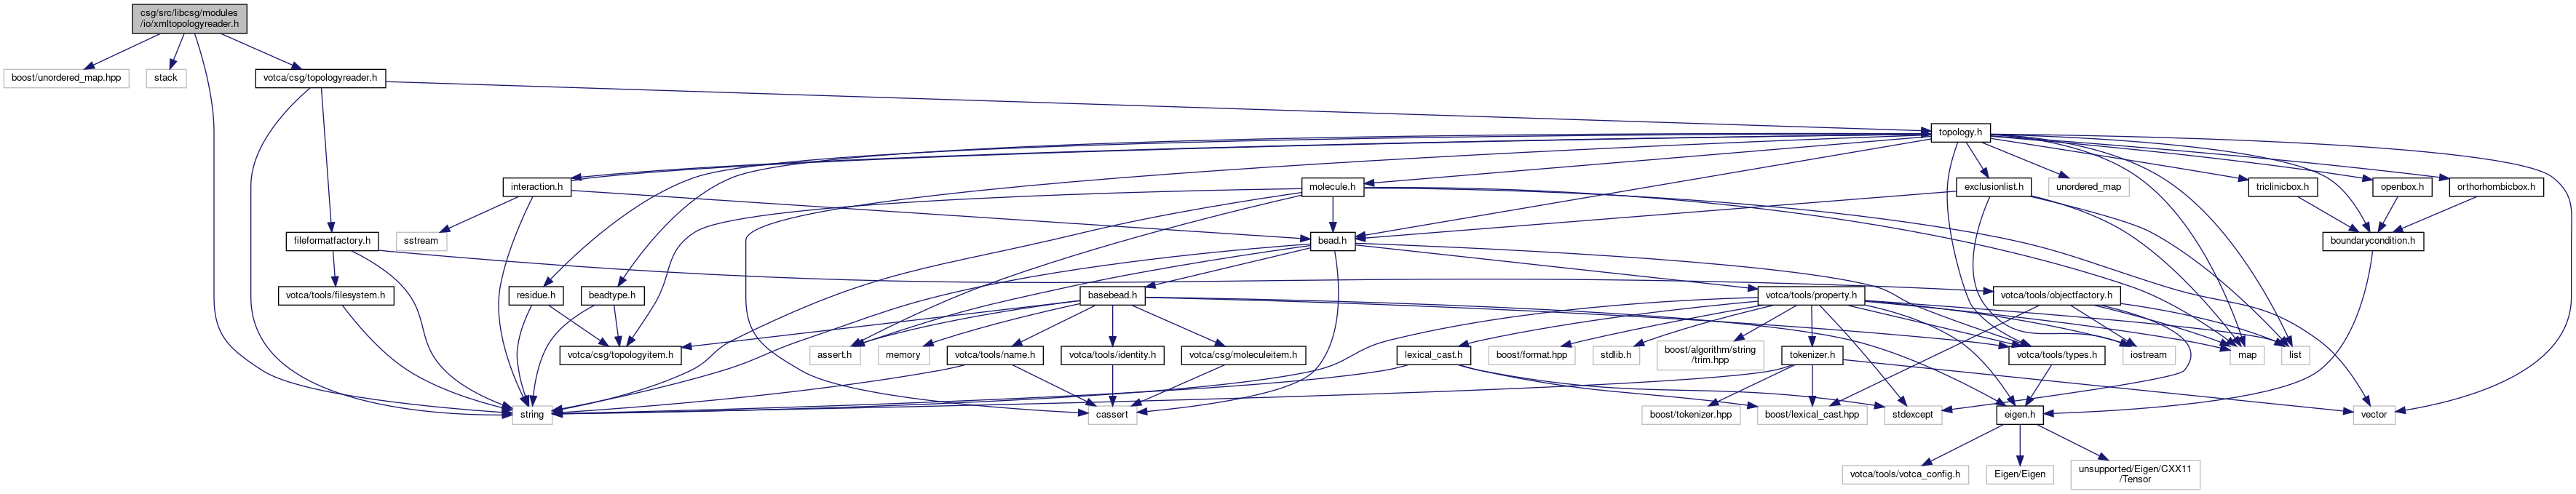 csg/src/libcsg/modules
/io/xmltopologyreader.h
boost/unordered_map.hpp
stack
votca/csg/topologyreader.h
topology.h
interaction.h
molecule.h
exclusionlist.h
unordered_map
triclinicbox.h
openbox.h
orthorhombicbox.h
fileformatfactory.h
sstream
bead.h
boundarycondition.h
votca/tools/filesystem.h
residue.h
beadtype.h
basebead.h
votca/tools/property.h
votca/tools/objectfactory.h
votca/csg/topologyitem.h
assert.h
memory
votca/tools/name.h
votca/tools/identity.h
votca/csg/moleculeitem.h
lexical_cast.h
boost/format.hpp
stdlib.h
boost/algorithm/string
/trim.hpp
tokenizer.h
votca/tools/types.h
iostream
map
list
string
cassert
boost/tokenizer.hpp
boost/lexical_cast.hpp
stdexcept
eigen.h
vector
votca/tools/votca_config.h
Eigen/Eigen
unsupported/Eigen/CXX11
/Tensor